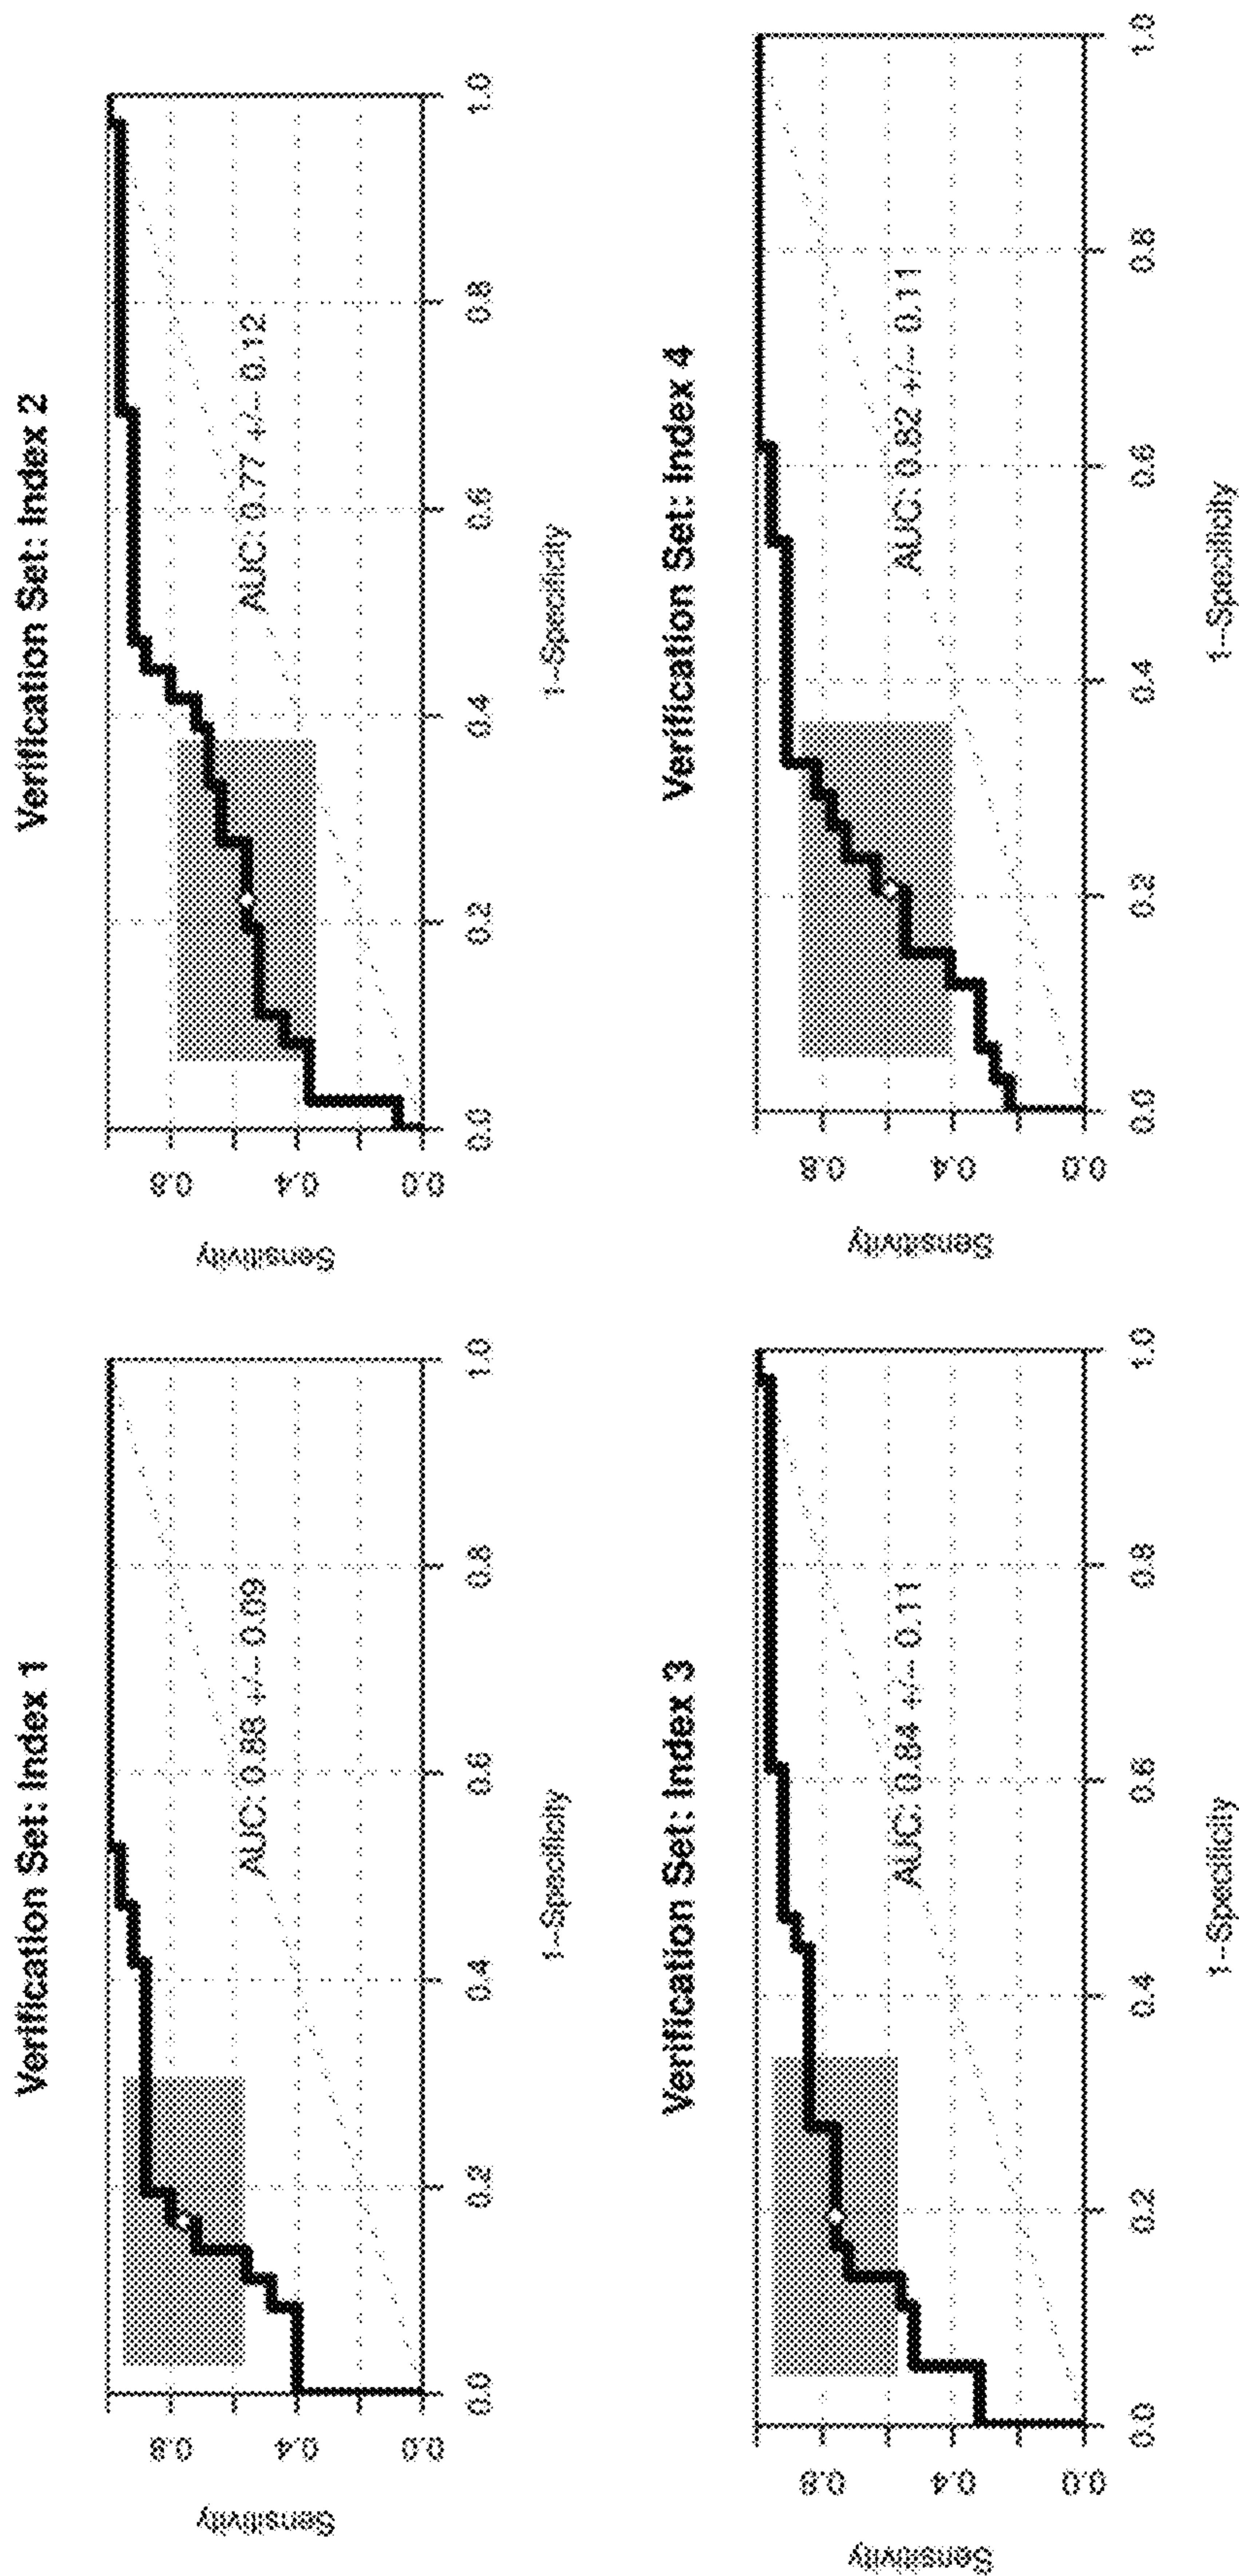 Verification Set: Index 1
Sensitivity
0.8
0.4
0.0
AUC: 0.88 +/- 0.09
0.0
0.2
0.4
0.6
0.8
1.0
1-Specificity
Verification Set: Index 2
Sensitivity
0.8
0.4
0.0
AUC: 0.77 +/- 0.12
0.0
0.2
0.4
0.6
0.8
1.0
1-Specificity
Verification Set: Index 3
Sensitivity
0.8
0.4
0.0
AUC: 0.84 +/- 0.11
0.0
0.2
0.4
0.6
0.8
1.0
1-Specificity
Verification Set: Index 4
Sensitivity
0.8
0.4
0.0
AUC: 0.82 +/- 0.11
0.0
0.2
0.4
0.6
0.8
1.0
1-Specificity